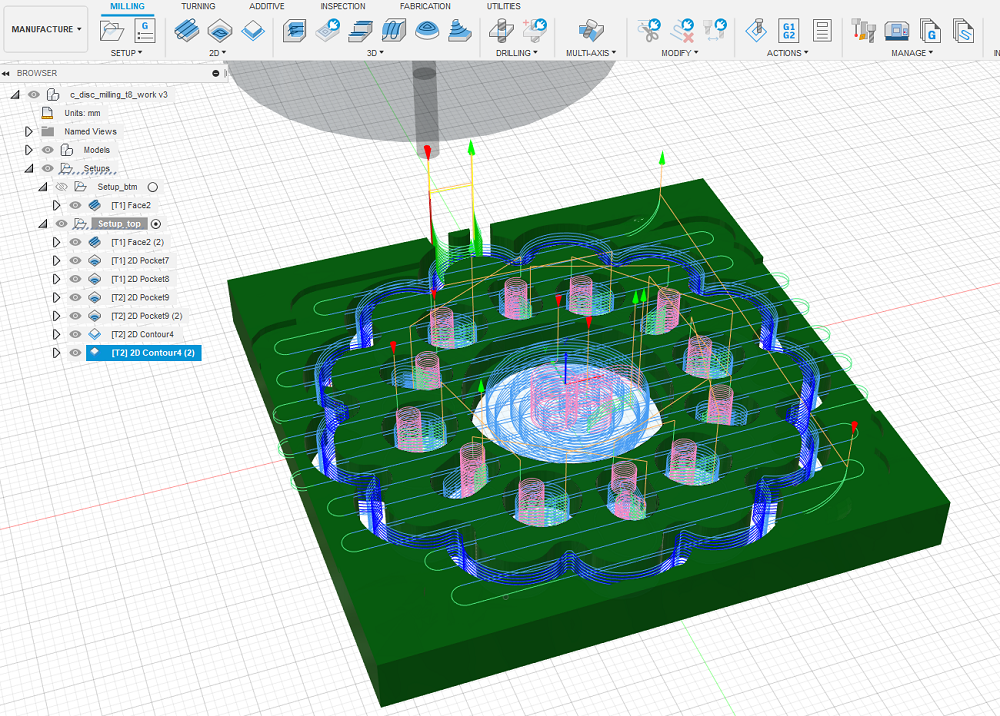 MILLING TURNING ADDITIVE INSPECTION FABRICATION UTILITIES
MANUFACTURE
G
G1
G2
G
SETUP 2D 3D DRILLING MULTI-AXIS MODIFY ACTIONS MANAGE
BROWSER
c_disc_milling_t8_work v3
Units: mm
Named Views
Models
Setups
Setup_btm
[T1] Face2
Setup_top
[T1] Face2 (2)
[T1] 2D Pocket7
[T1] 2D Pocket8
[T2] 2D Pocket9
[T2] 2D Pocket9 (2)
[T2] 2D Contour4
[T2] 2D Contour4 (2)